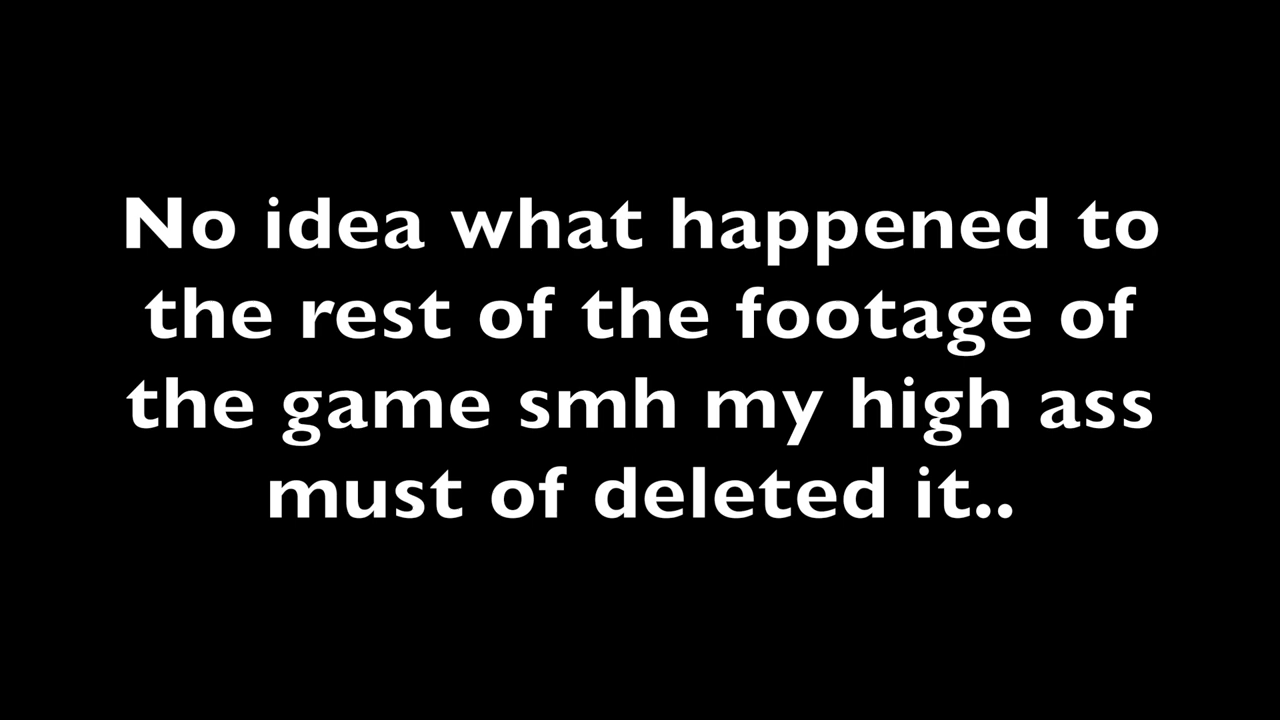 No idea what happened to
the rest of the footage of
the game smh my high ass
must of deleted it..